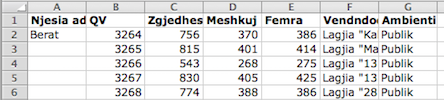 A B C D E F G
1 Njesia ad QV Zgjedhes Meshkuj Femra Vendndod Ambienti
2 Berat 3264 756 370 386 Lagjia "Ka Publik
3 3265 815 401 414 Lagjia "Ma Publik
4 3266 543 268 275 Lagjia "13 Publik
5 3267 830 405 425 Lagjia "13 Publik
6 3268 774 388 386 Lagjia "28 Publik